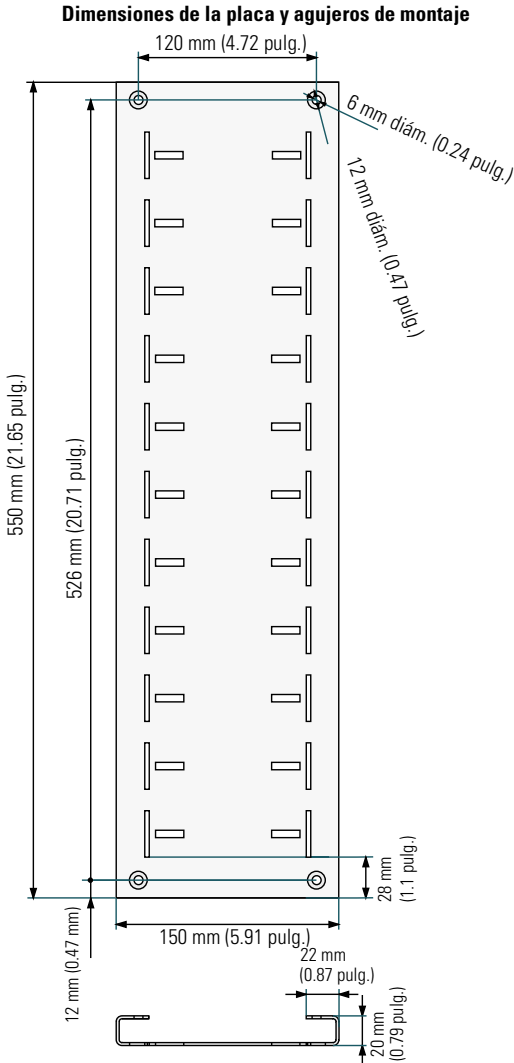 Dimensiones de la placa y agujeros de montaje
120 mm (4.72 pulg.)
6 mm diám. (0.24 pulg.)
12 mm diám. (0.47 pulg.)
550 mm (21.65 pulg.)
526 mm (20.71 pulg.)
28 mm
(1.1 pulg.)
12 mm (0.47 mm)
150 mm (5.91 pulg.)
22 mm
(0.87 pulg.)
20 mm
(0.79 pulg.)